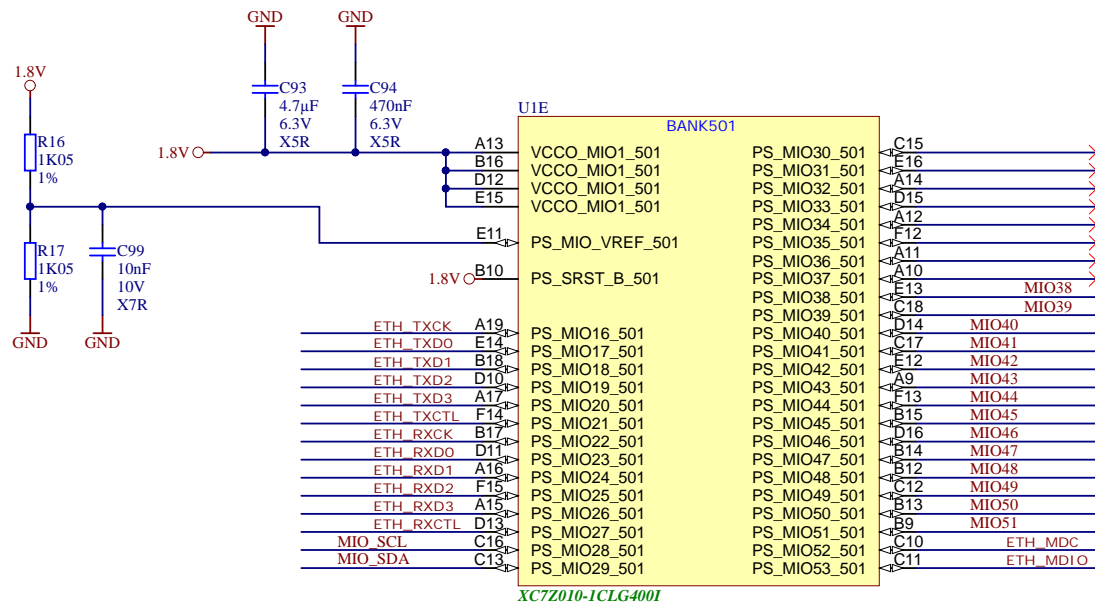 GND
GND
1.8V
C93
4.7µF
6.3V
X5R
C94
470nF
6.3V
X5R
R16
1K05
1%
1.8V
R17
1K05
1%
C99
10nF
10V
X7R
GND
GND
U1E
BANK501
A13 VCCO_MIO1_501
B16 VCCO_MIO1_501
D12 VCCO_MIO1_501
E15 VCCO_MIO1_501
E11 PS_MIO_VREF_501
1.8V B10 PS_SRST_B_501
ETH_TXCK A19 PS_MIO16_501
ETH_TXD0 E14 PS_MIO17_501
ETH_TXD1 B18 PS_MIO18_501
ETH_TXD2 D10 PS_MIO19_501
ETH_TXD3 A17 PS_MIO20_501
ETH_TXCTL F14 PS_MIO21_501
ETH_RXCK B17 PS_MIO22_501
ETH_RXD0 D11 PS_MIO23_501
ETH_RXD1 A16 PS_MIO24_501
ETH_RXD2 F15 PS_MIO25_501
ETH_RXD3 A15 PS_MIO26_501
ETH_RXCTL D13 PS_MIO27_501
MIO_SCL C16 PS_MIO28_501
MIO_SDA C13 PS_MIO29_501
PS_MIO30_501 C15
PS_MIO31_501 E16
PS_MIO32_501 A14
PS_MIO33_501 D15
PS_MIO34_501 A12
PS_MIO35_501 F12
PS_MIO36_501 A11
PS_MIO37_501 A10
PS_MIO38_501 E13 MIO38
PS_MIO39_501 C18 MIO39
PS_MIO40_501 D14 MIO40
PS_MIO41_501 C17 MIO41
PS_MIO42_501 E12 MIO42
PS_MIO43_501 A9 MIO43
PS_MIO44_501 F13 MIO44
PS_MIO45_501 B15 MIO45
PS_MIO46_501 D16 MIO46
PS_MIO47_501 B14 MIO47
PS_MIO48_501 B12 MIO48
PS_MIO49_501 C12 MIO49
PS_MIO50_501 B13 MIO50
PS_MIO51_501 B9 MIO51
PS_MIO52_501 C10 ETH_MDC
PS_MIO53_501 C11 ETH_MDIO
XC7Z010-1CLG400I